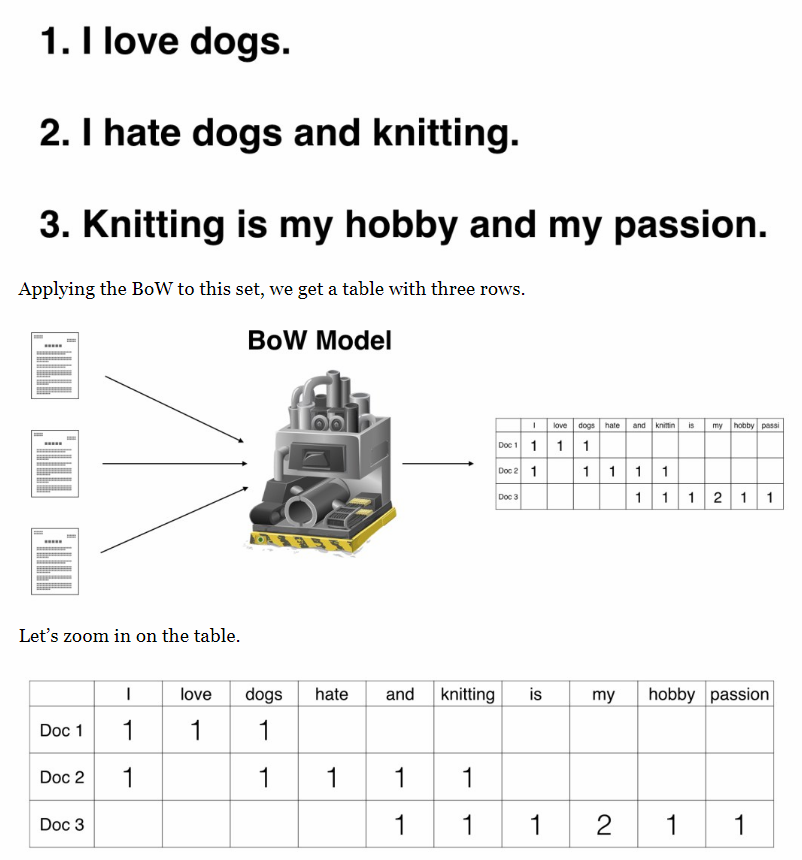 1. I love dogs.
2. I hate dogs and knitting.
3. Knitting is my hobby and my passion.
Applying the BoW to this set, we get a table with three rows.
BoW Model
I love dogs hate and knittin is my hobby passi
Doc 1 1 1 1
Doc 2 1 1 1 1 1
Doc 3 1 1 1 2 1 1
Let’s zoom in on the table.
I love dogs hate and knitting is my hobby passion
Doc 1 1 1 1
Doc 2 1 1 1 1 1
Doc 3 1 1 1 2 1 1